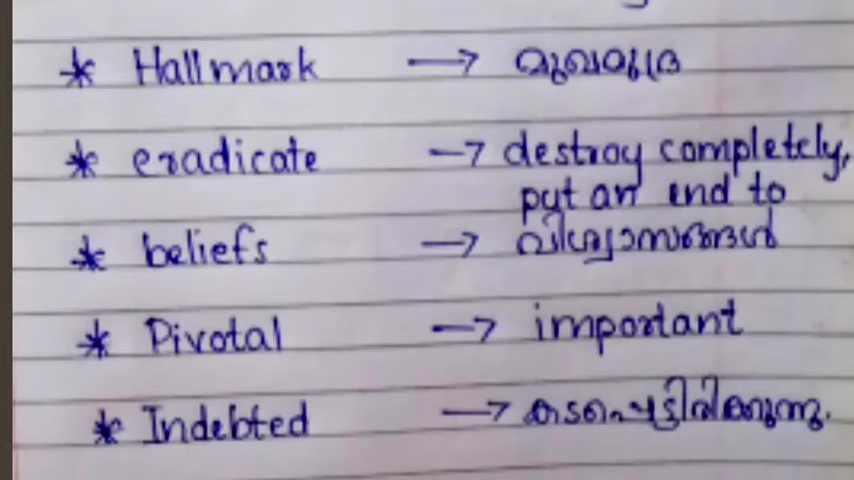 * Hallmark → മുഖമുദ്ര
* eradicate → destroy completely,
put an end to
* beliefs → വിശ്വാസങ്ങൾ
* Pivotal → important
* Indebted → കടപ്പെട്ടിരിക്കുന്നു.